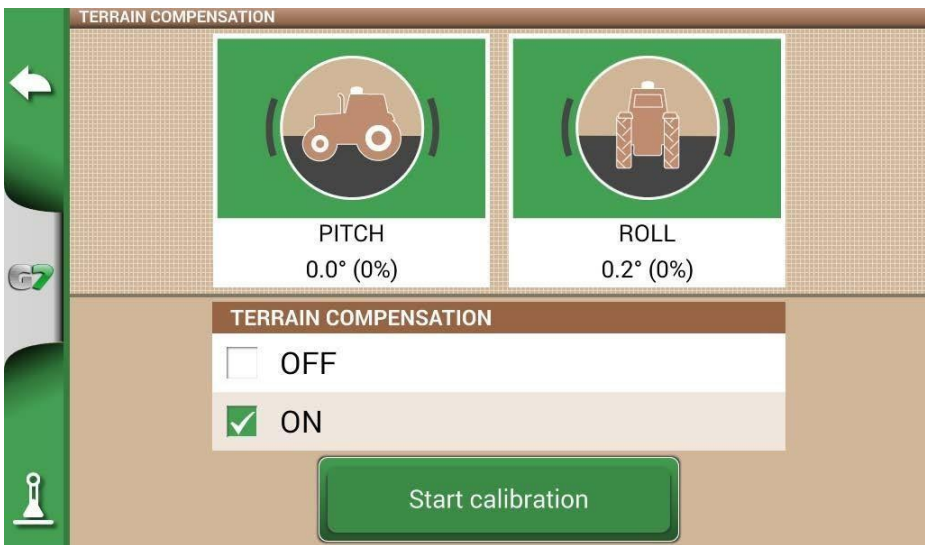 TERRAIN COMPENSATION
PITCH
0.0° (0%)
ROLL
0.2° (0%)
G7
TERRAIN COMPENSATION
OFF
ON
Start calibration